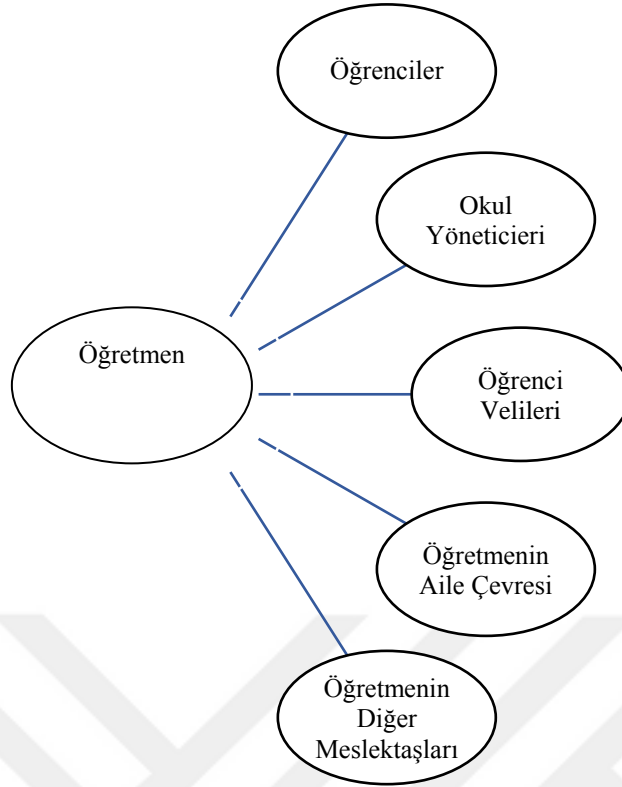 Öğrenciler
Okul
Yöneticieri
Öğretmen
Öğrenci
Velileri
Öğretmenin
Aile Çevresi
Öğretmenin
Diğer
Meslektaşları